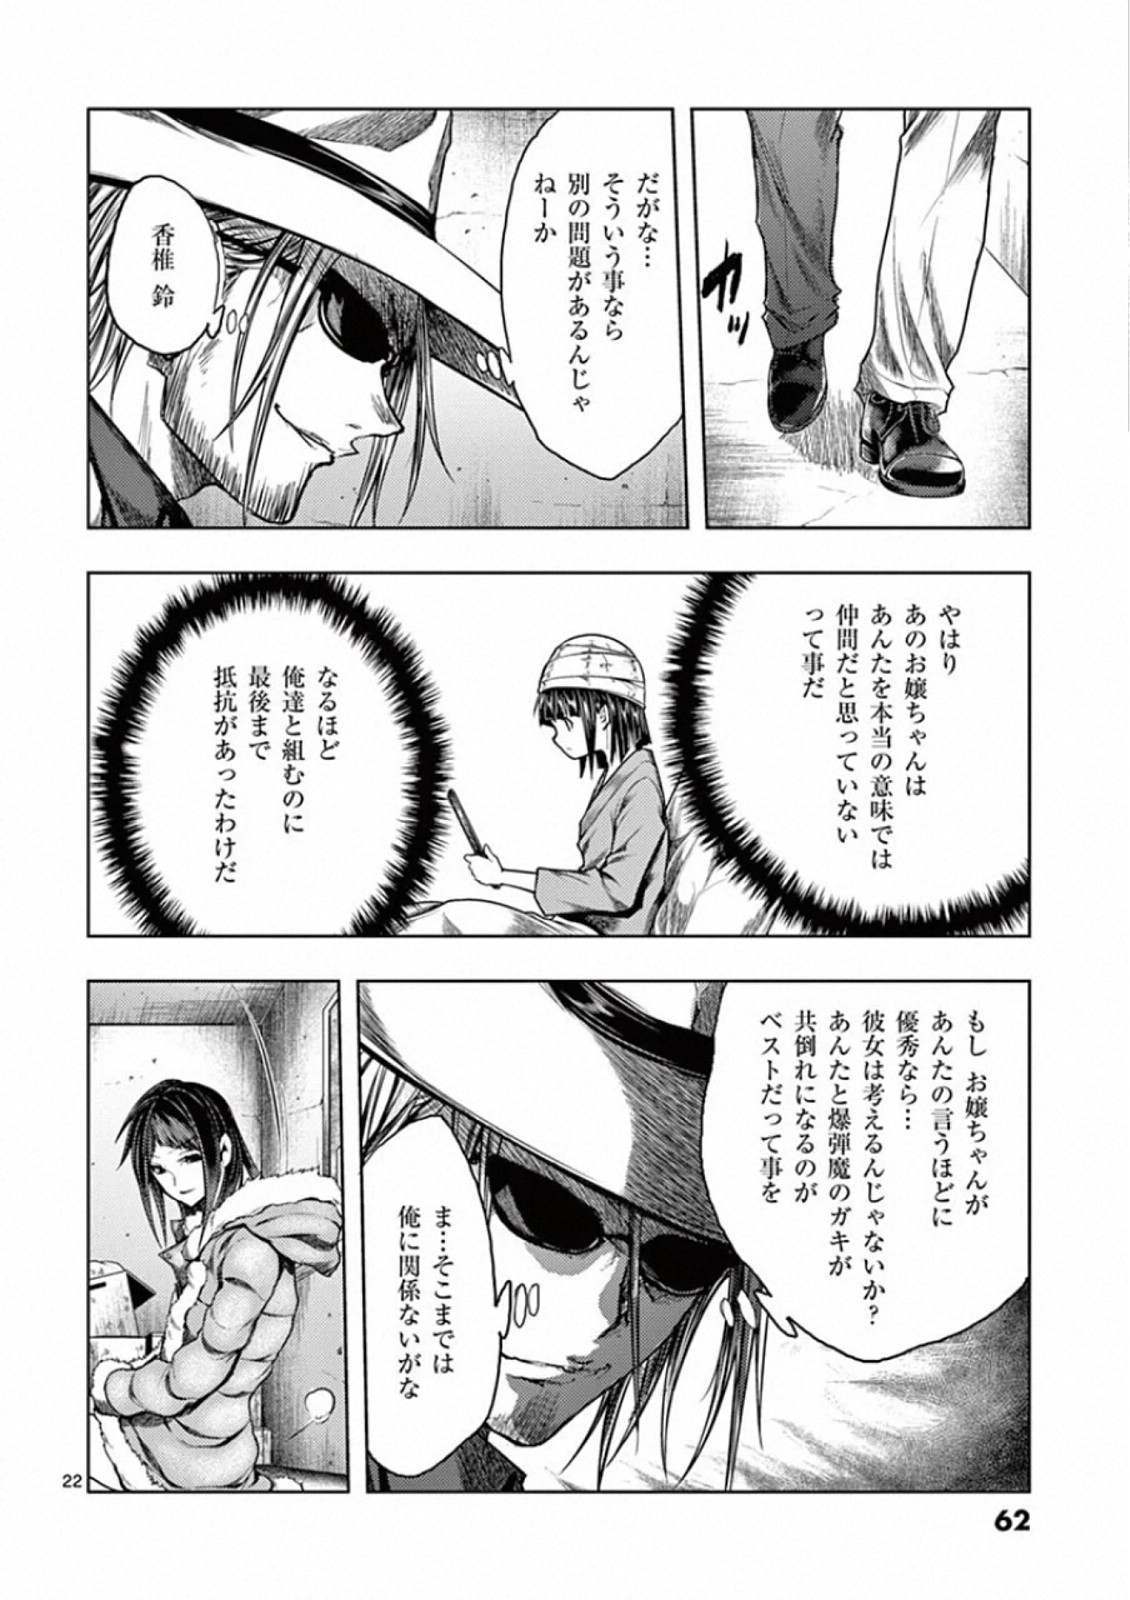 カッ
だがな…
そういう事なら
別の問題があるんじゃ
ねーか
香椎 鈴
やはり
あのお嬢ちゃんは
あんたを本当の意味では
仲間だと思っていない
って事だ
なるほど
俺達と組むのに
最後まで
抵抗があったわけだ
もし お嬢ちゃんが
あんたの言うほどに
優秀なら…
彼女は考えるんじゃないか?
あんたと爆弾魔のガキが
共倒れになるのが
ベストだって事を
ま…そこまでは
俺に関係ないがな
22
62